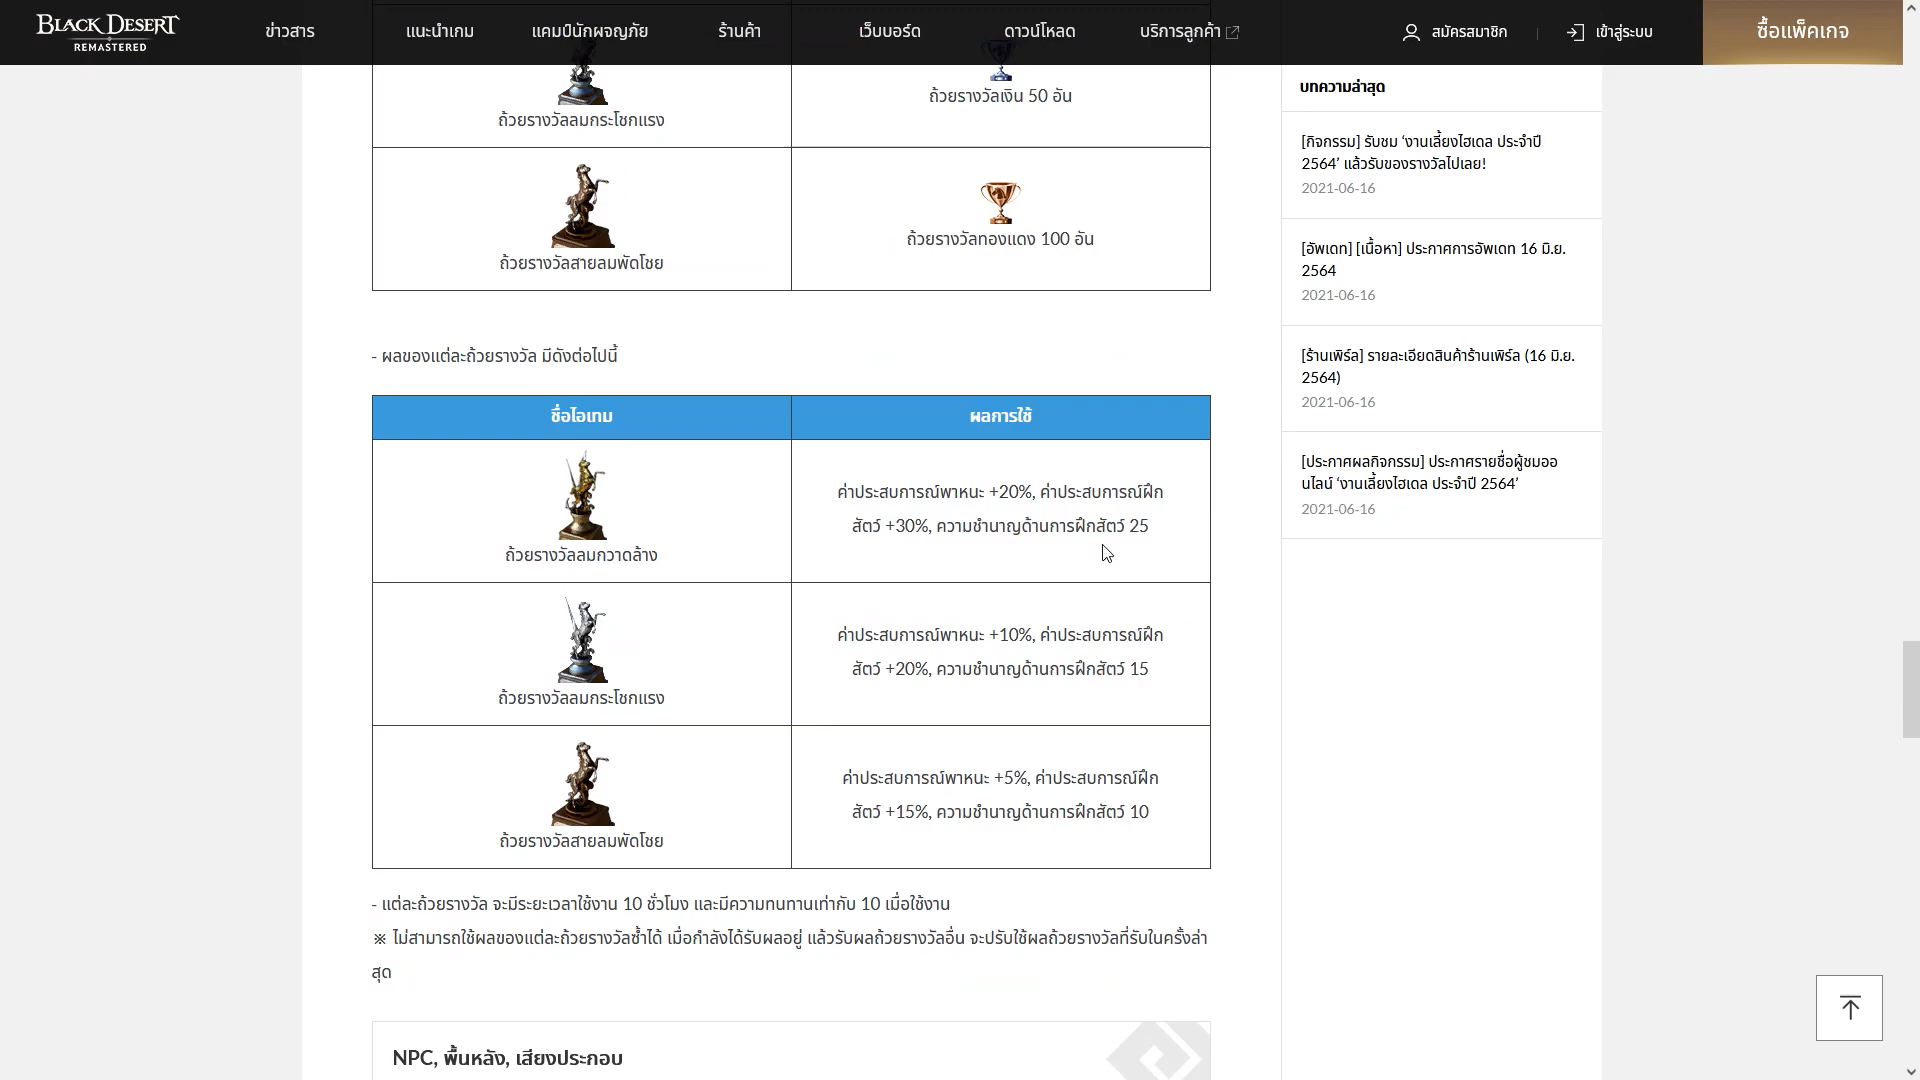 BLACK DESERT
REMASTERED
ข่าวสาร
แนะนำเกม
แคมป์นักผจญภัย
ร้านค้า
เว็บบอร์ด
ดาวน์โหลด
บริการลูกค้า
สมัครสมาชิก
เข้าสู่ระบบ
ซื้อแพ็คเกจ
ถ้วยรางวัลลมกระโชกแรง
ถ้วยรางวัลเงิน 50 อัน
ถ้วยรางวัลสายลมพัดโชย
ถ้วยรางวัลทองแดง 100 อัน
- ผลของแต่ละถ้วยรางวัล มีดังต่อไปนี้
ชื่อไอเทม
ผลการใช้
ถ้วยรางวัลลมกวาดล้าง
ค่าประสบการณ์พาหนะ +20%, ค่าประสบการณ์ฝึก
สัตว์ +30%, ความชำนาญด้านการฝึกสัตว์ 25
ถ้วยรางวัลลมกระโชกแรง
ค่าประสบการณ์พาหนะ +10%, ค่าประสบการณ์ฝึก
สัตว์ +20%, ความชำนาญด้านการฝึกสัตว์ 15
ถ้วยรางวัลสายลมพัดโชย
ค่าประสบการณ์พาหนะ +5%, ค่าประสบการณ์ฝึก
สัตว์ +15%, ความชำนาญด้านการฝึกสัตว์ 10
- แต่ละถ้วยรางวัล จะมีระยะเวลาใช้งาน 10 ชั่วโมง และมีความทนทานเท่ากับ 10 เมื่อใช้งาน
※ ไม่สามารถใช้ผลของแต่ละถ้วยรางวัลซ้ำได้ เมื่อกำลังได้รับผลอยู่ แล้วรับผลถ้วยรางวัลอื่น จะปรับใช้ผลถ้วยรางวัลที่รับในครั้งล่า
สุด
NPC, พื้นหลัง, เสียงประกอบ
บทความล่าสุด
[กิจกรรม] รับชม ‘งานเลี้ยงไฮเดล ประจำปี
2564’ แล้วรับของรางวัลไปเลย!
2021-06-16
[อัพเดท] [เนื้อหา] ประกาศการอัพเดท 16 มิ.ย.
2564
2021-06-16
[ร้านเพิร์ล] รายละเอียดสินค้าร้านเพิร์ล (16 มิ.ย.
2564)
2021-06-16
[ประกาศผลกิจกรรม] ประกาศรายชื่อผู้ชมออ
นไลน์ ‘งานเลี้ยงไฮเดล ประจำปี 2564’
2021-06-16